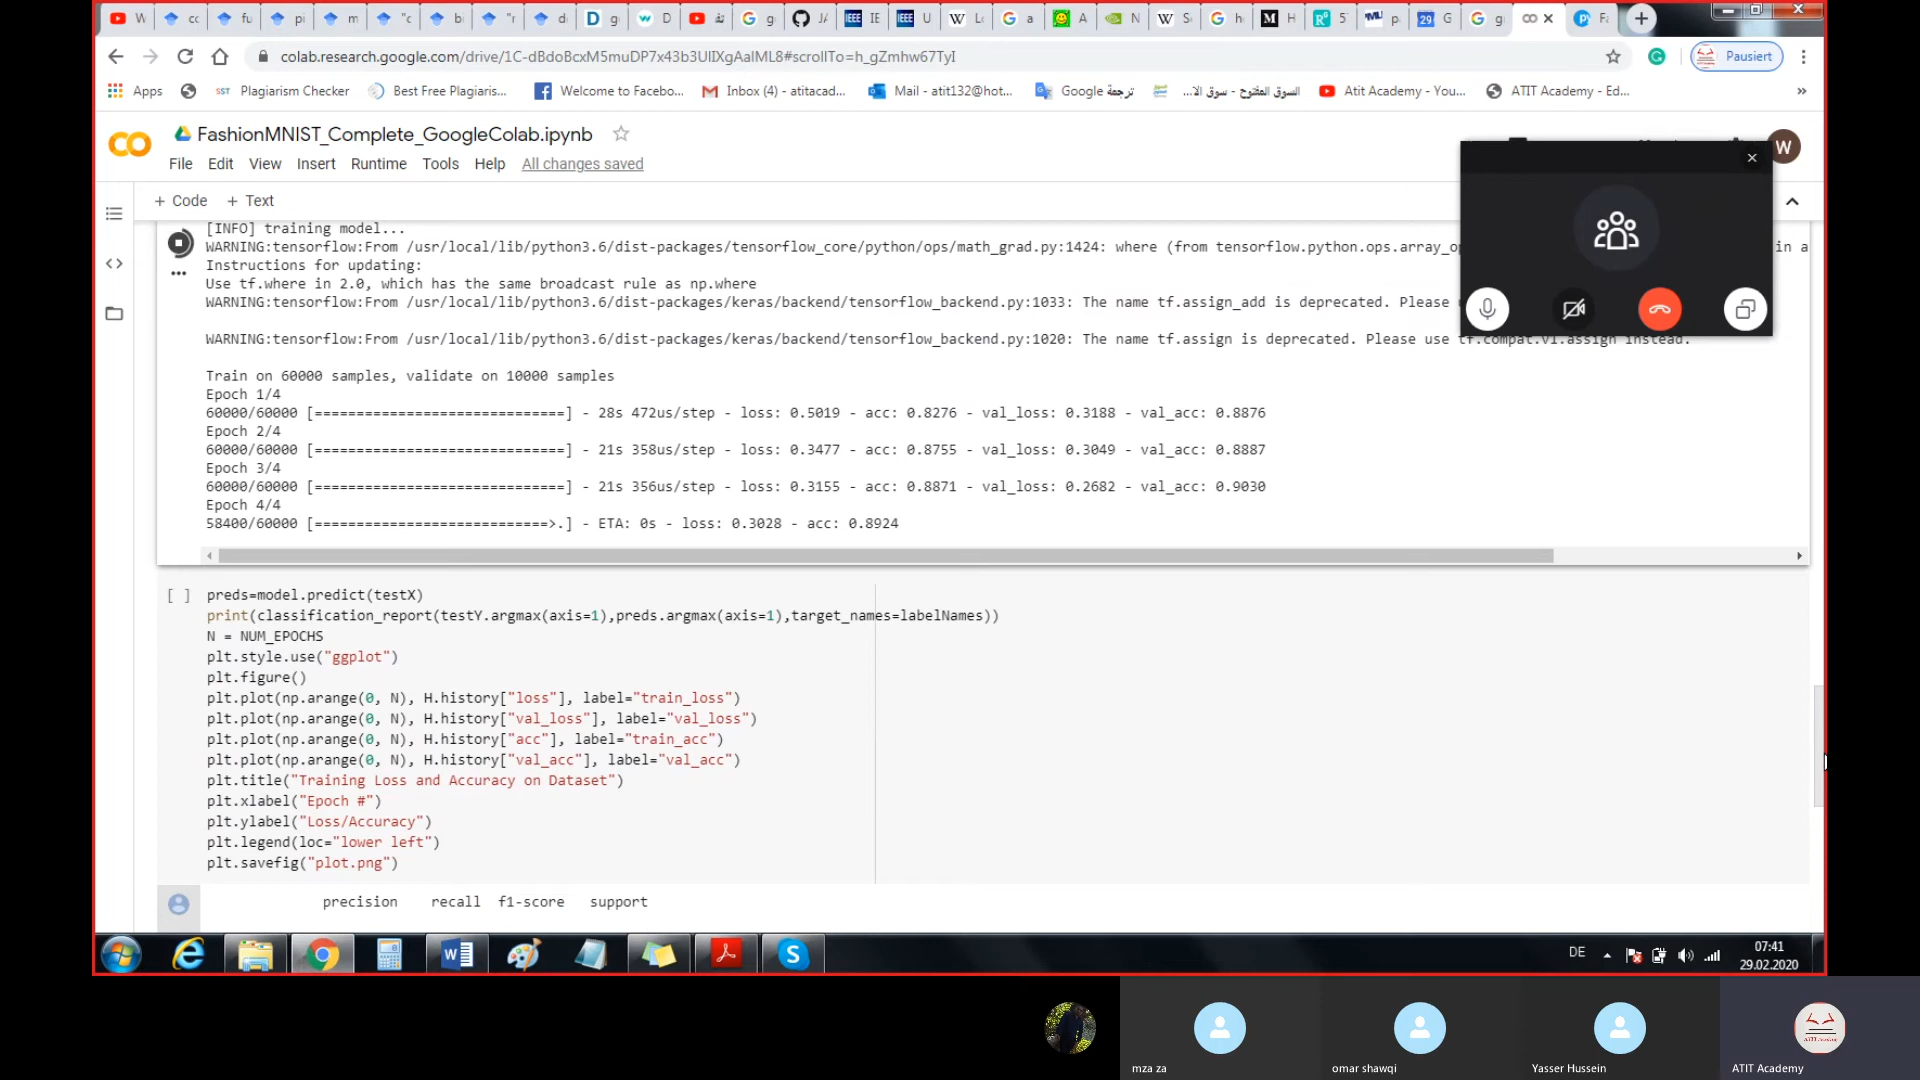 colab.research.google.com/drive/1C-dBdoBcxM5muDP7x43b3UlIXgAalML8#scrollTo=h_gZmhw67TyI
Pausiert
Apps
Plagiarism Checker
Best Free Plagiaris...
Welcome to Facebo...
Inbox (4) - atitacad...
Mail - atit132@hot...
ترجمة Google
السوق المفتوح - سوق الا...
Atit Academy - You...
ATIT Academy - Ed...
»
FashionMNIST_Complete_GoogleColab.ipynb
W
File Edit View Insert Runtime Tools Help All changes saved
+ Code + Text
[INFO] training model...
WARNING:tensorflow:From /usr/local/lib/python3.6/dist-packages/tensorflow_core/python/ops/math_grad.py:1424: where (from tensorflow.python.ops.array_op in a
Instructions for updating:
Use tf.where in 2.0, which has the same broadcast rule as np.where
WARNING:tensorflow:From /usr/local/lib/python3.6/dist-packages/keras/backend/tensorflow_backend.py:1033: The name tf.assign_add is deprecated. Please
WARNING:tensorflow:From /usr/local/lib/python3.6/dist-packages/keras/backend/tensorflow_backend.py:1020: The name tf.assign is deprecated. Please use tf.compat.v1.assign instead.
Train on 60000 samples, validate on 10000 samples
Epoch 1/4
60000/60000 [==============================] - 28s 472us/step - loss: 0.5019 - acc: 0.8276 - val_loss: 0.3188 - val_acc: 0.8876
Epoch 2/4
60000/60000 [==============================] - 21s 358us/step - loss: 0.3477 - acc: 0.8755 - val_loss: 0.3049 - val_acc: 0.8887
Epoch 3/4
60000/60000 [==============================] - 21s 356us/step - loss: 0.3155 - acc: 0.8871 - val_loss: 0.2682 - val_acc: 0.9030
Epoch 4/4
58400/60000 [============================>.] - ETA: 0s - loss: 0.3028 - acc: 0.8924
[ ] preds=model.predict(testX)
print(classification_report(testY.argmax(axis=1),preds.argmax(axis=1),target_names=labelNames))
N = NUM_EPOCHS
plt.style.use("ggplot")
plt.figure()
plt.plot(np.arange(0, N), H.history["loss"], label="train_loss")
plt.plot(np.arange(0, N), H.history["val_loss"], label="val_loss")
plt.plot(np.arange(0, N), H.history["acc"], label="train_acc")
plt.plot(np.arange(0, N), H.history["val_acc"], label="val_acc")
plt.title("Training Loss and Accuracy on Dataset")
plt.xlabel("Epoch #")
plt.ylabel("Loss/Accuracy")
plt.legend(loc="lower left")
plt.savefig("plot.png")
precision recall f1-score support
DE
07:41
29.02.2020
mza za
omar shawqi
Yasser Hussein
ATIT Academy